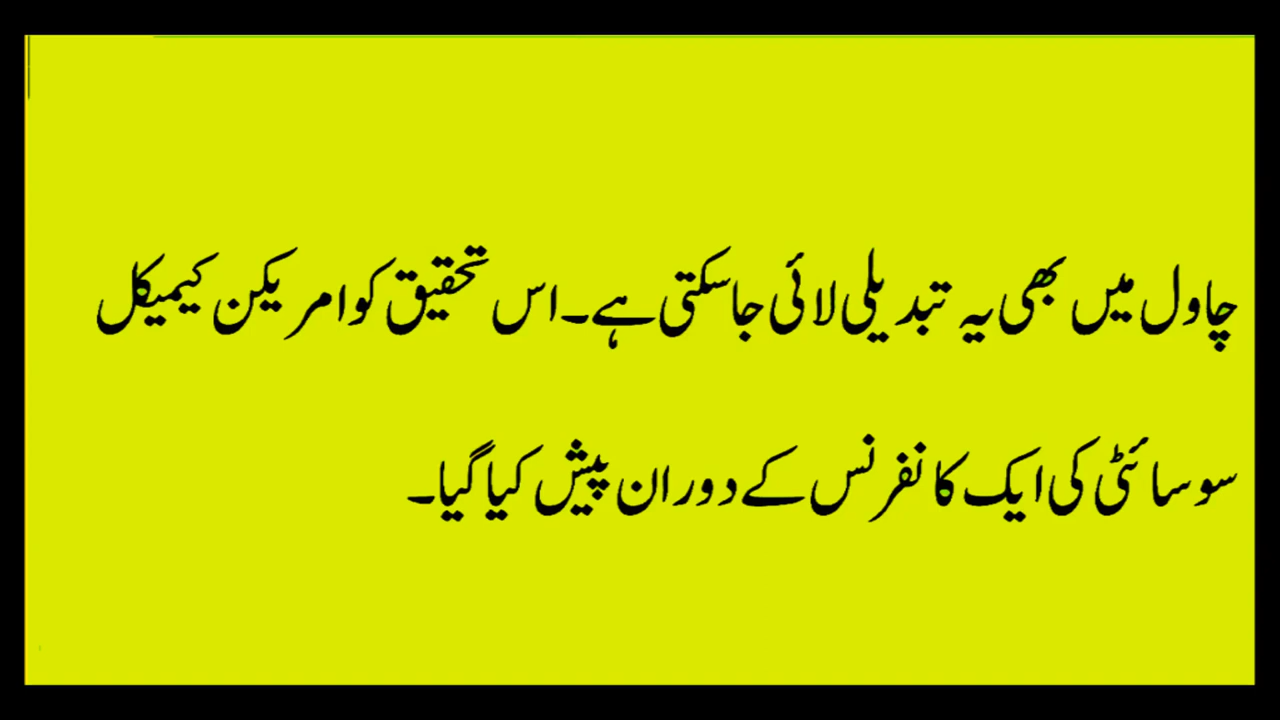 چاول میں بھی یہ تبدیلی لائی جاسکتی ہے۔ اس تحقیق کو امریکن کیمیکل
سوسائٹی کی ایک کانفرنس کے دوران پیش کیا گیا۔